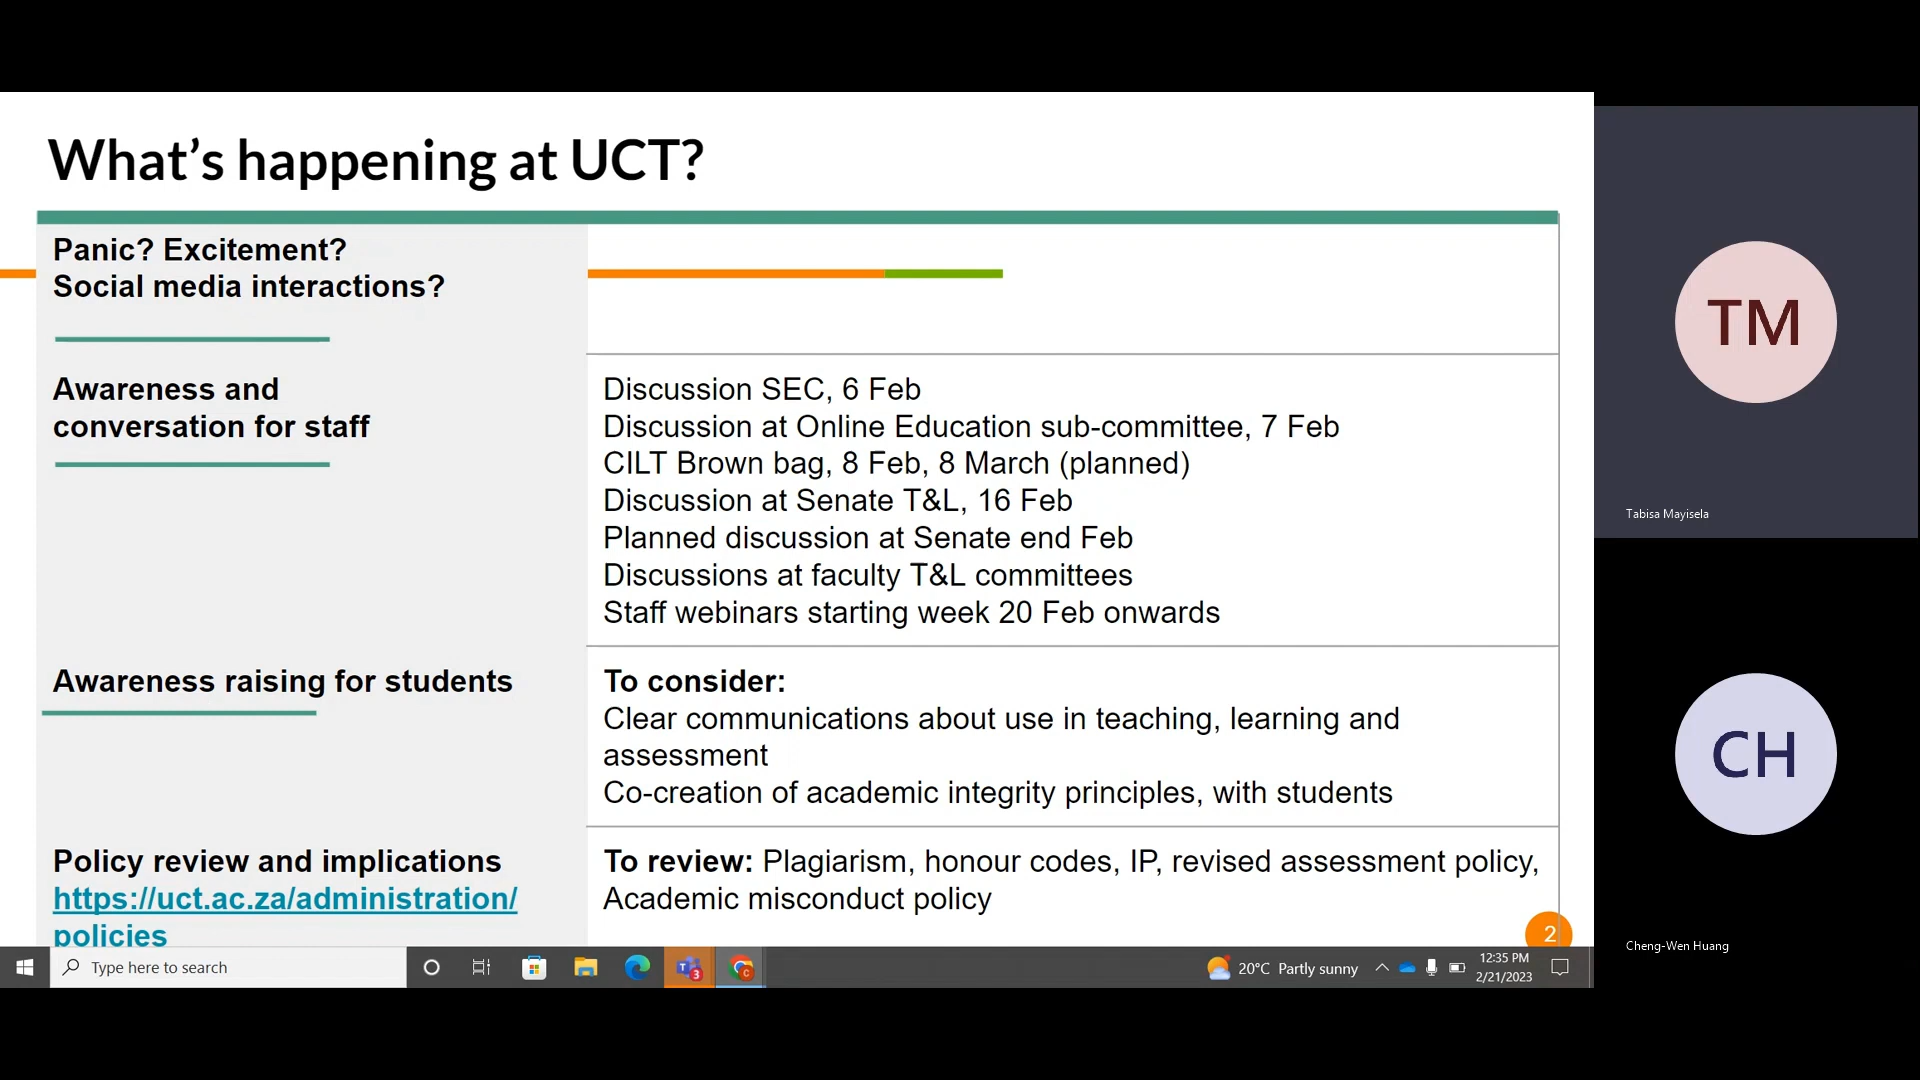 What's happening at UCT?
Panic? Excitement?
Social media interactions?
Awareness and
conversation for staff
Discussion SEC, 6 Feb
Discussion at Online Education sub-committee, 7 Feb
CILT Brown bag, 8 Feb, 8 March (planned)
Discussion at Senate T&L, 16 Feb
Planned discussion at Senate end Feb
Discussions at faculty T&L committees
Staff webinars starting week 20 Feb onwards
Awareness raising for students
To consider:
Clear communications about use in teaching, learning and
assessment
Co-creation of academic integrity principles, with students
Policy review and implications
https://uct.ac.za/administration/
policies
To review: Plagiarism, honour codes, IP, revised assessment policy,
Academic misconduct policy
2
Type here to search
3
C
20°C Partly sunny
12:35 PM
2/21/2023
TM
Tabisa Mayisela
CH
Cheng-Wen Huang